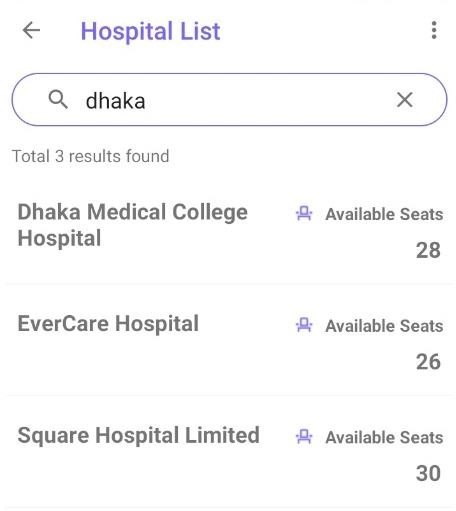 Hospital List
dhaka
Total 3 results found
Dhaka Medical College
Hospital
Available Seats
28
EverCare Hospital
Available Seats
26
Square Hospital Limited
Available Seats
30